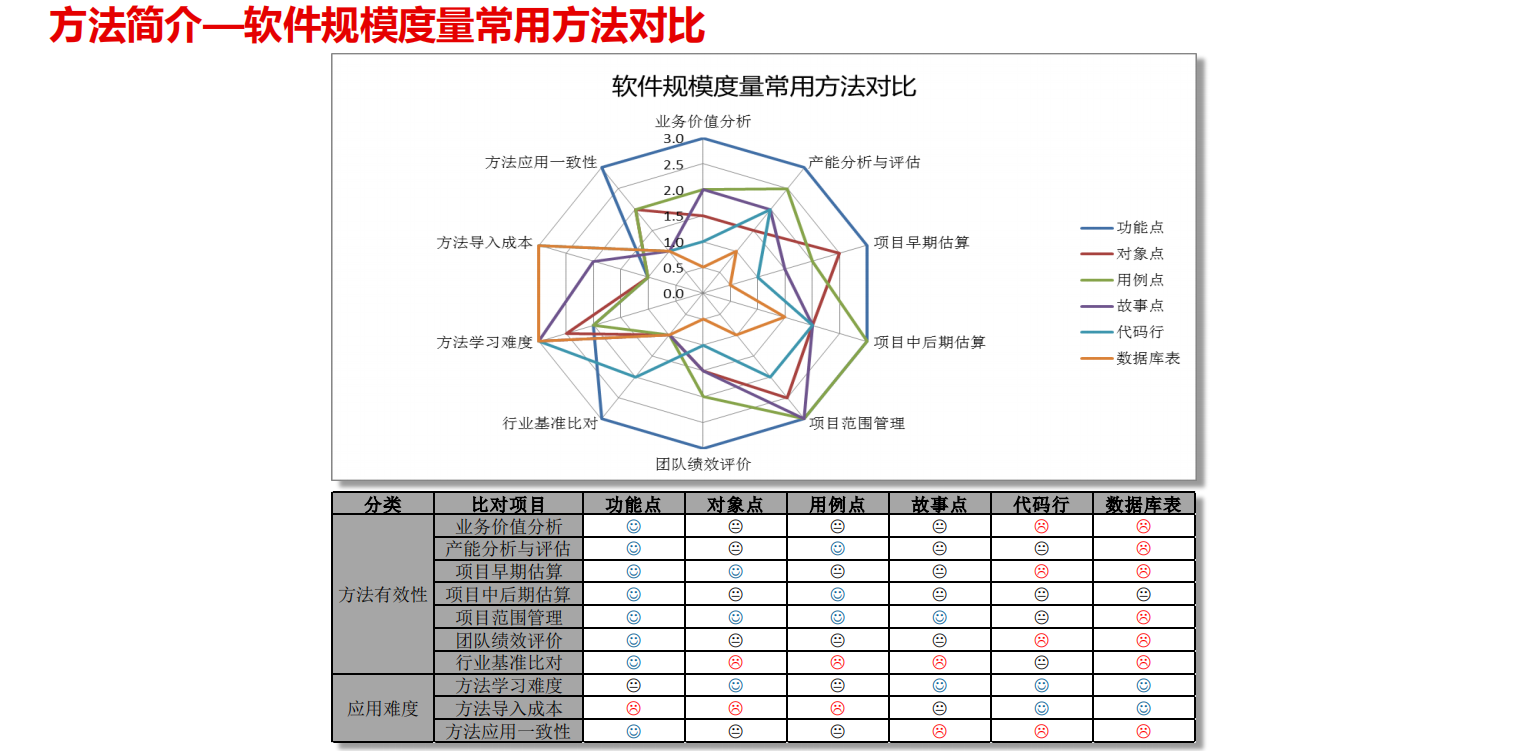 方法简介—软件规模度量常用方法对比
软件规模度量常用方法对比
业务价值分析
3.0
方法应用一致性
产能分析与评估
2.5
2.0
1.5
方法导入成本
1.0
项目早期估算
0.5
0.0
方法学习难度
项目中后期估算
行业基准比对
项目范围管理
团队绩效评价
功能点
对象点
用例点
故事点
代码行
数据库表
分类 比对项目 功能点 对象点 用例点 故事点 代码行 数据库表
方法有效性
业务价值分析 ☺ 😐 😐 😐 ☹ ☹
产能分析与评估 ☺ 😐 ☺ 😐 😐 ☹
项目早期估算 ☺ ☺ 😐 😐 ☹ ☹
项目中后期估算 ☺ 😐 ☺ 😐 😐 😐
项目范围管理 ☺ ☺ ☺ ☺ 😐 ☹
团队绩效评价 ☺ 😐 😐 😐 ☹ ☹
行业基准比对 ☺ ☹ ☹ ☹ 😐 ☹
应用难度
方法学习难度 😐 ☺ 😐 ☺ ☺ ☺
方法导入成本 ☹ ☹ ☹ 😐 ☺ ☺
方法应用一致性 ☺ 😐 😐 ☹ ☹ ☹